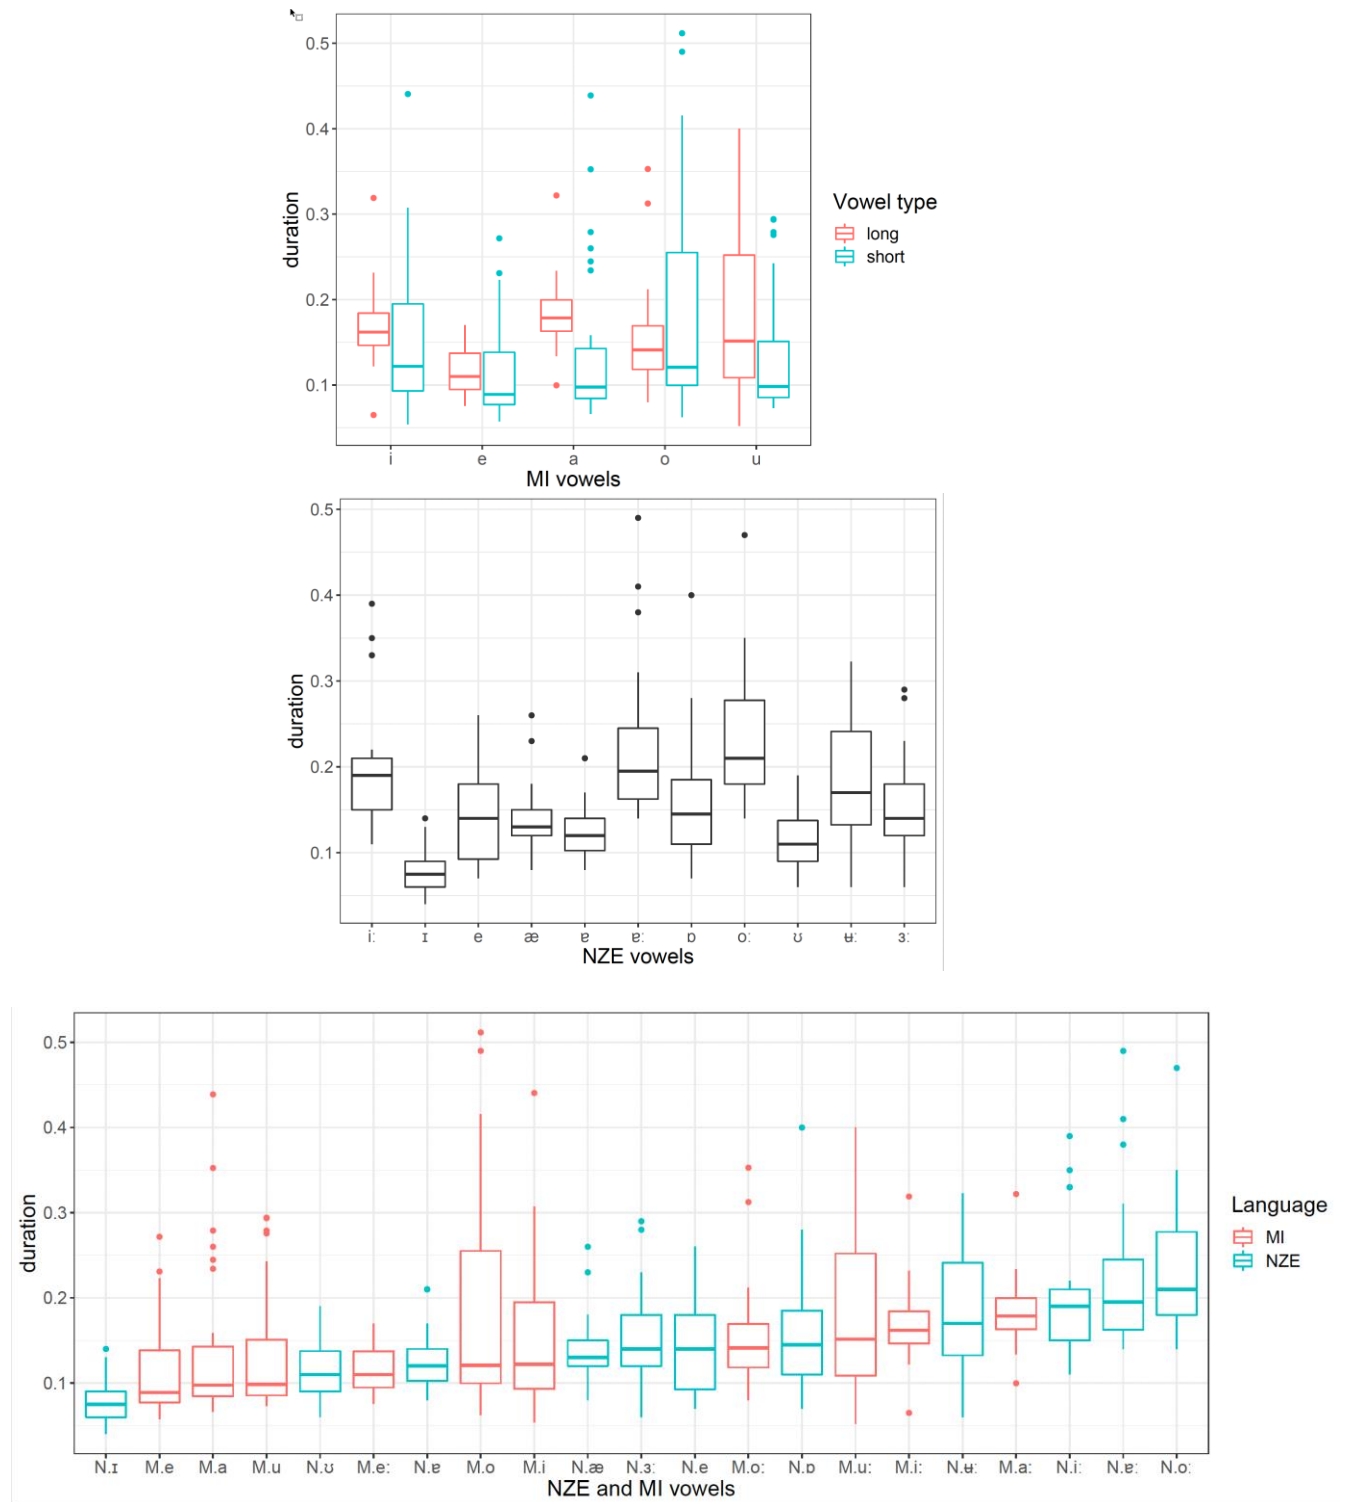 0.5
0.4
0.3
0.2
0.1
duration
i e a o u
MI vowels
Vowel type
long
short
0.5
0.4
0.3
0.2
0.1
duration
iː ɪ e æ ɐ ɐː ɒ oː ʊ ʉː ɜː
NZE vowels
0.5
0.4
0.3
0.2
0.1
duration
N.ɪ M.e M.a M.u N.ʊ M.eː N.ɐ M.o M.i N.æ N.ɜː N.e M.oː N.ɒ M.uː M.iː N.ʉː M.aː N.iː N.ɐː N.oː
NZE and MI vowels
Language
MI
NZE